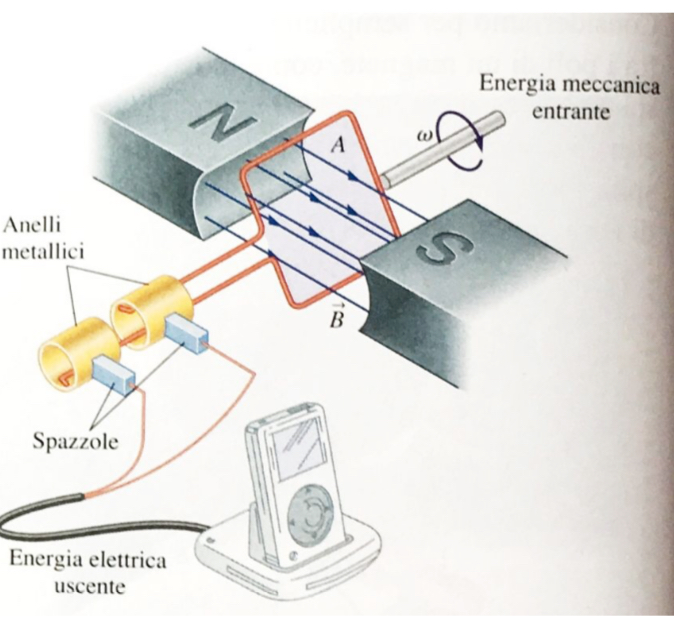 N
A
Energia meccanica
entrante
ω
Anelli
metallici
S
B⃗
Spazzole
Energia elettrica
uscente